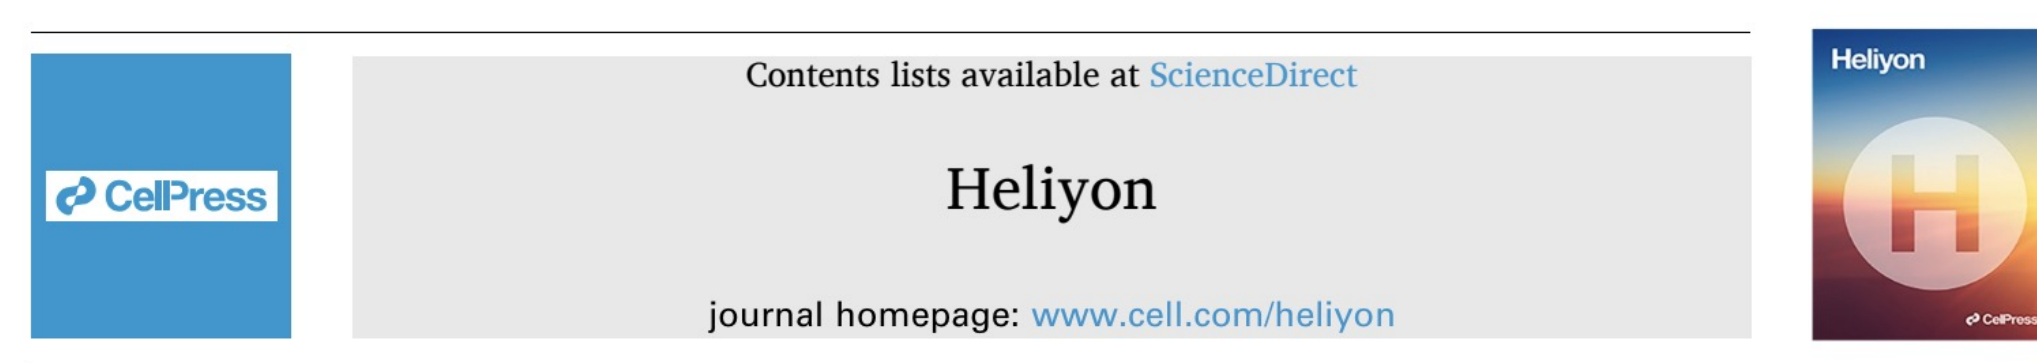 CellPress
Contents lists available at ScienceDirect
Heliyon
journal homepage: www.cell.com/heliyon
Heliyon
H
CellPress